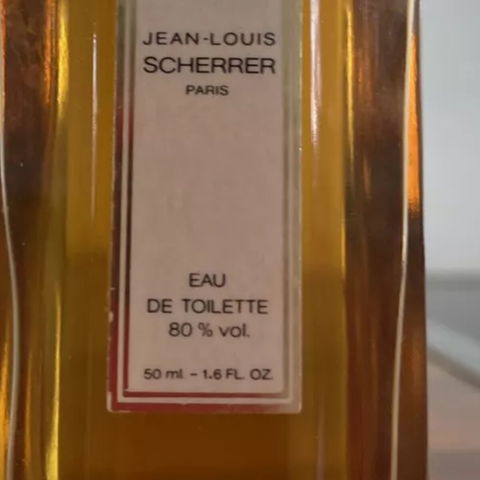 JEAN-LOUIS
SCHERRER
PARIS
EAU
DE TOILETTE
80 % vol.
50 ml. - 1.6 FL. OZ.